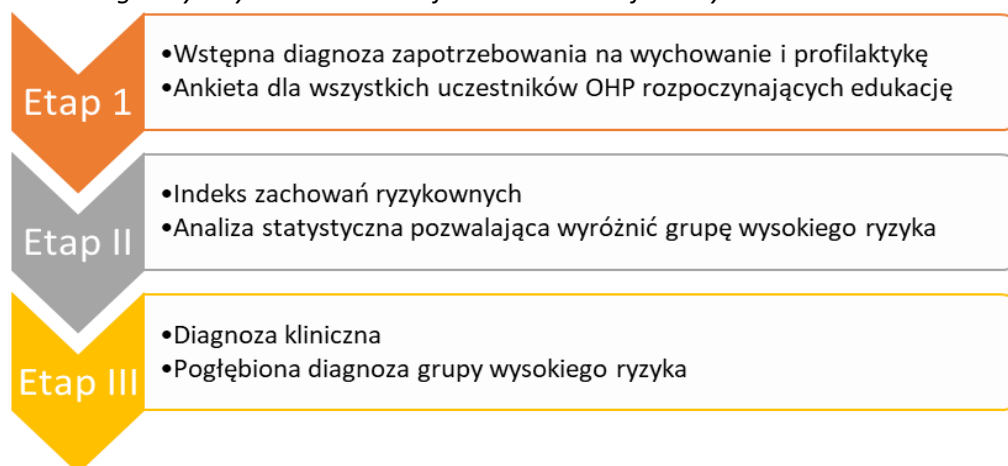 Etap 1
•Wstępna diagnoza zapotrzebowania na wychowanie i profilaktykę
•Ankieta dla wszystkich uczestników OHP rozpoczynających edukację
Etap II
•Indeks zachowań ryzykownych
•Analiza statystyczna pozwalająca wyróżnić grupę wysokiego ryzyka
Etap III
•Diagnoza kliniczna
•Pogłębiona diagnoza grupy wysokiego ryzyka